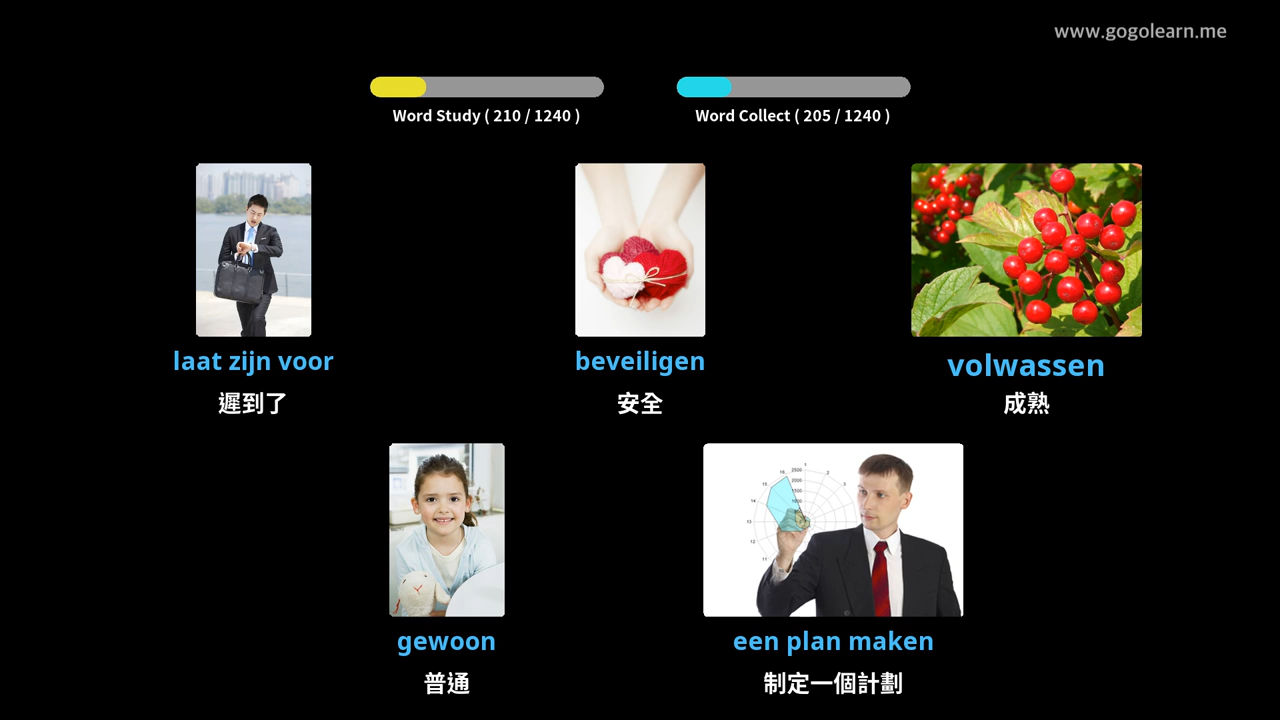 www.gogolearn.me
Word Study ( 210 / 1240 )
Word Collect ( 205 / 1240 )
laat zijn voor
遲到了
beveiligen
安全
volwassen
成熟
gewoon
普通
een plan maken
制定一個計劃